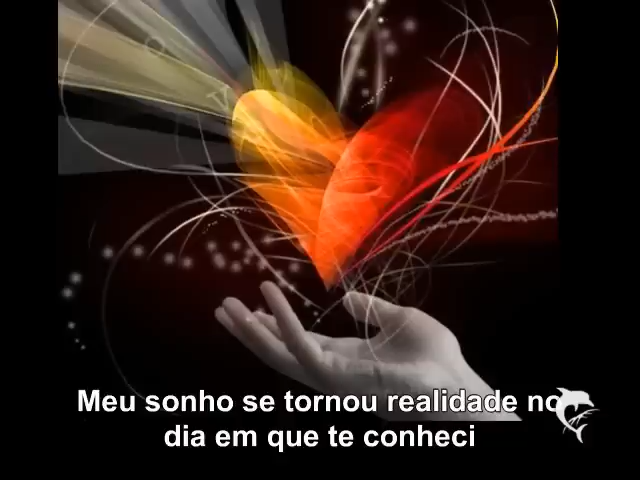 Meu sonho se tornou realidade no
dia em que te conheci